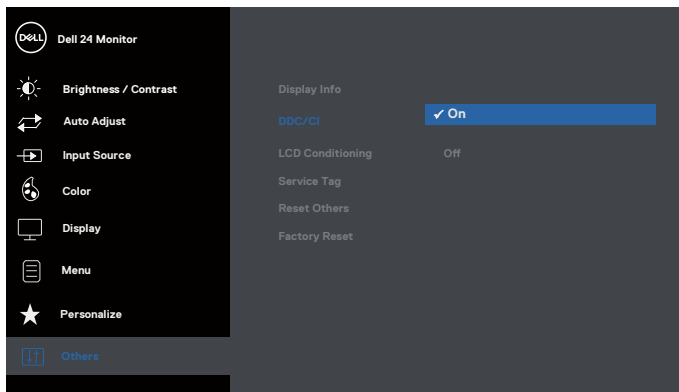 DELL
Dell 24 Monitor
Brightness / Contrast
Auto Adjust
Input Source
Color
Display
Menu
Personalize
Others
Display Info
DDC/CI
✓ On
LCD Conditioning
Off
Service Tag
Reset Others
Factory Reset